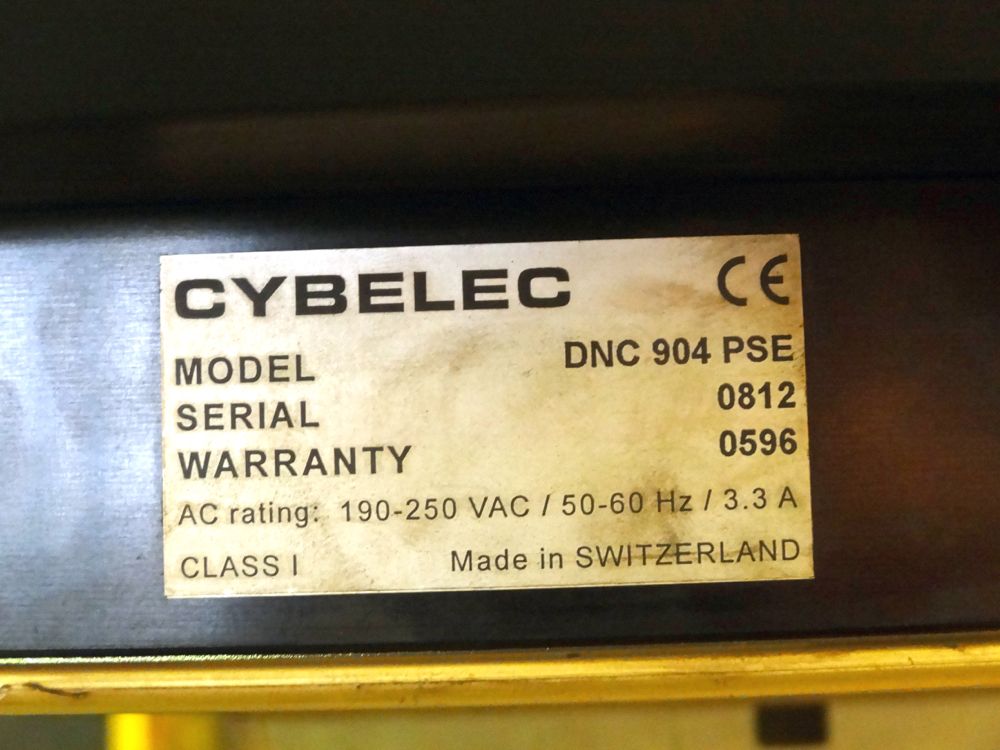 CYBELEC CE
MODEL DNC 904 PSE
SERIAL 0812
WARRANTY 0596
AC rating: 190-250 VAC / 50-60 Hz / 3.3 A
CLASS I Made in SWITZERLAND